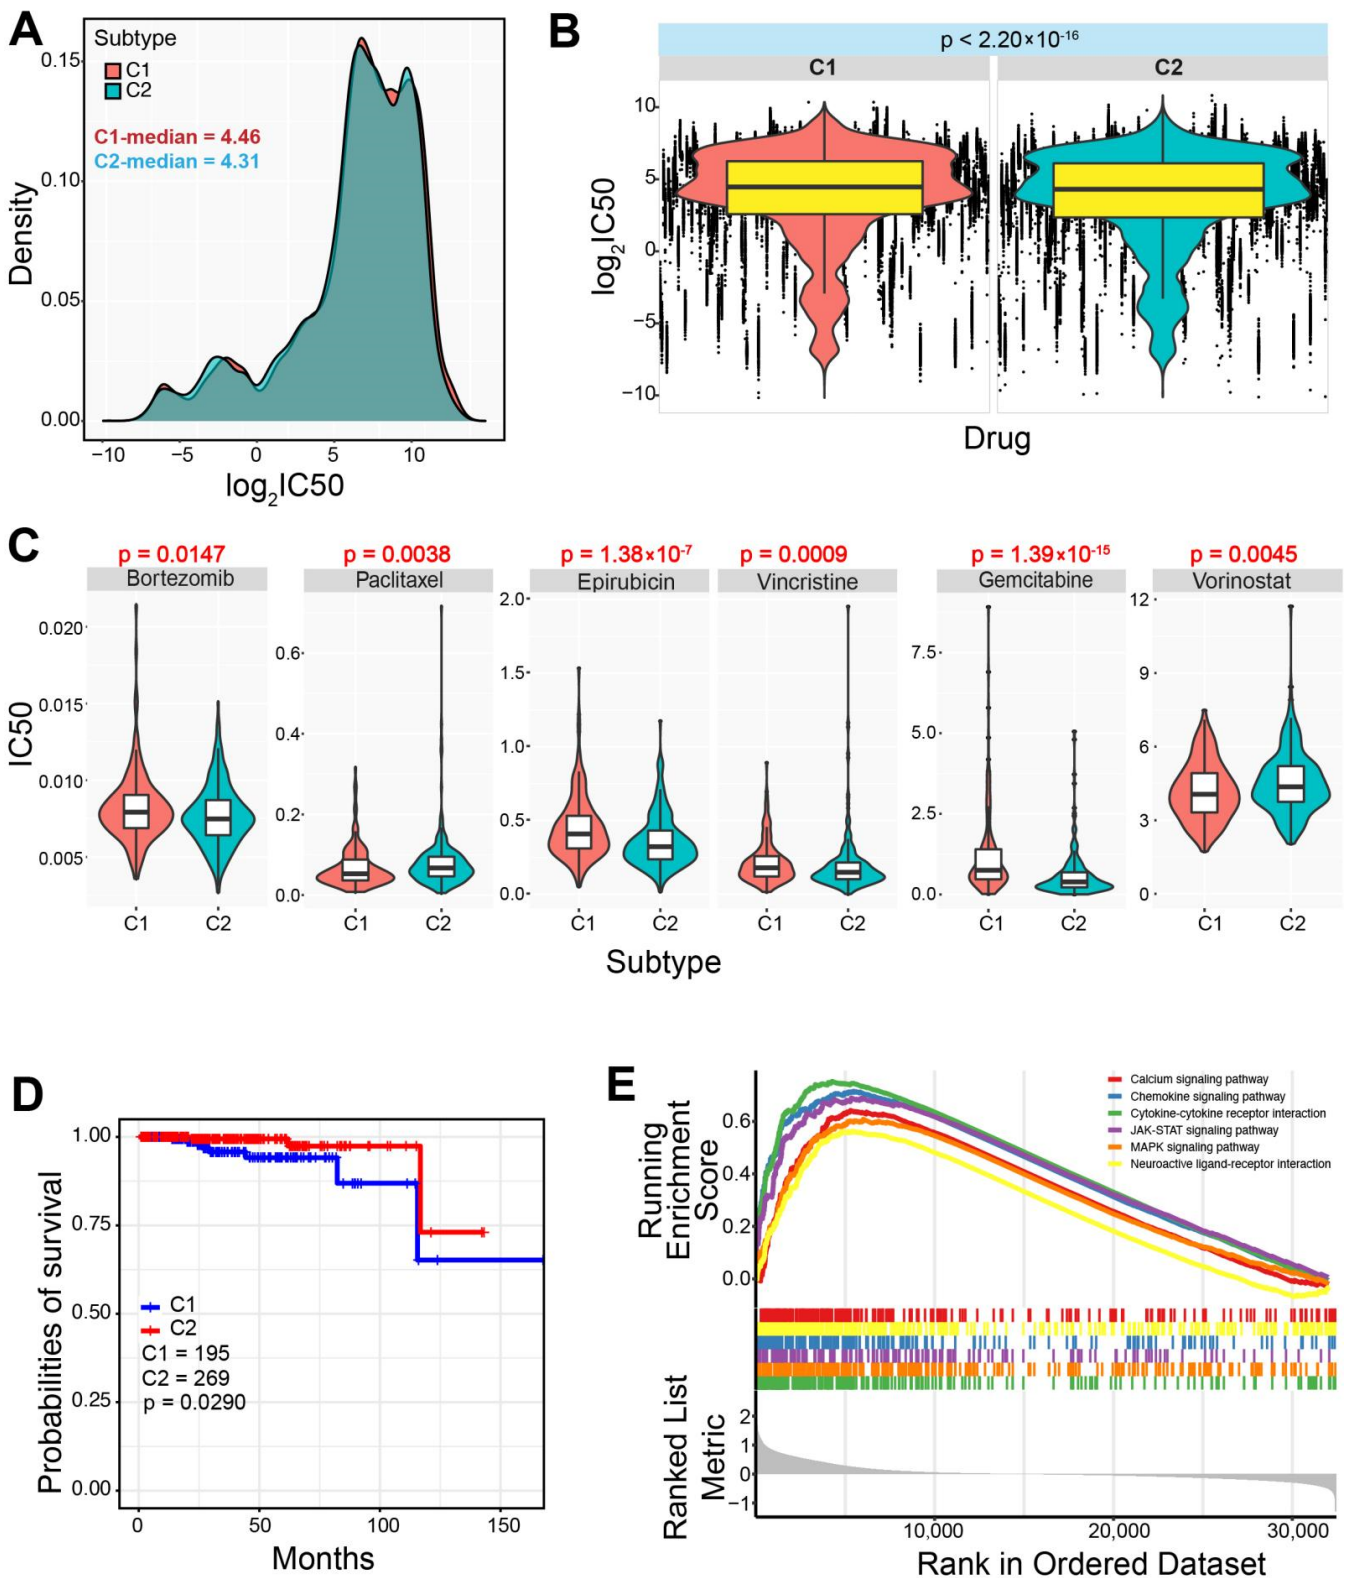 A
Subtype
C1
C2
C1-median = 4.46
C2-median = 4.31
Density
0.15
0.10
0.05
0.00
−10 −5 0 5 10
log2IC50
B
p < 2.20×10-16
C1 C2
log2IC50
10
5
0
−5
−10
Drug
C
p = 0.0147 p = 0.0038 p = 1.38×10-7 p = 0.0009 p = 1.39×10-15 p = 0.0045
Bortezomib Paclitaxel Epirubicin Vincristine Gemcitabine Vorinostat
IC50
0.020
0.015
0.010
0.005
0.6
0.4
0.2
0.0
2.0
1.5
1.0
0.5
0.0
7.5
5.0
2.5
0.0
12
9
6
3
0
C1 C2 C1 C2 C1 C2 C1 C2 C1 C2 C1 C2
Subtype
D
Probabilities of survival
1.00
0.75
0.50
0.25
0.00
C1
C2
C1 = 195
C2 = 269
p = 0.0290
0 50 100 150
Months
E
Running
Enrichment
Score
0.6
0.4
0.2
0.0
Calcium signaling pathway
Chemokine signaling pathway
Cytokine-cytokine receptor interaction
JAK-STAT signaling pathway
MAPK signaling pathway
Neuroactive ligand-receptor interaction
Ranked List
Metric
2
1
0
−1
10,000 20,000 30,000
Rank in Ordered Dataset